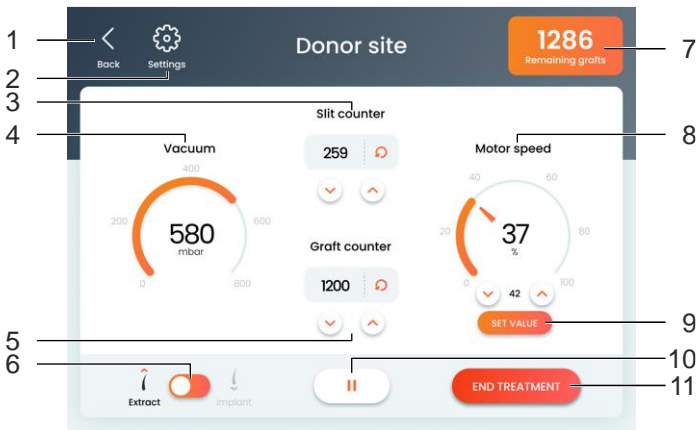 1
2
3
4
5
6
7
8
9
10
11
Back
Settings
Donor site
1286
Remaining grafts
Slit counter
259
Vacuum
0
200
400
600
800
580
mbar
Graft counter
1200
Motor speed
0
20
40
60
80
100
37
%
42
SET VALUE
Extract
Implant
END TREATMENT